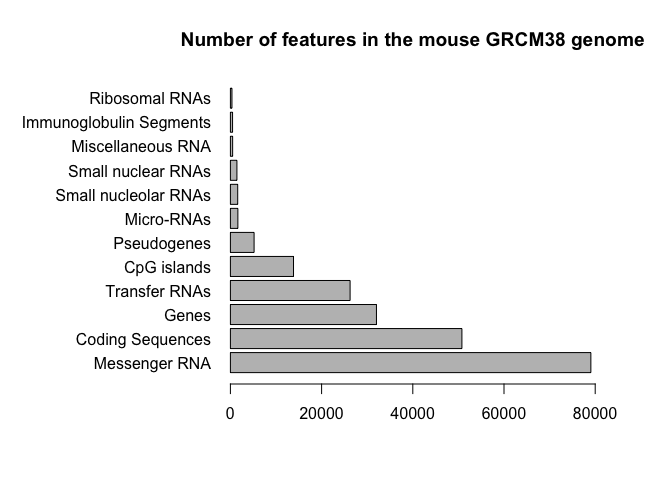 Number of features in the mouse GRCM38 genome
Ribosomal RNAs
Immunoglobulin Segments
Miscellaneous RNA
Small nuclear RNAs
Small nucleolar RNAs
Micro-RNAs
Pseudogenes
CpG islands
Transfer RNAs
Genes
Coding Sequences
Messenger RNA
0 20000 40000 60000 80000